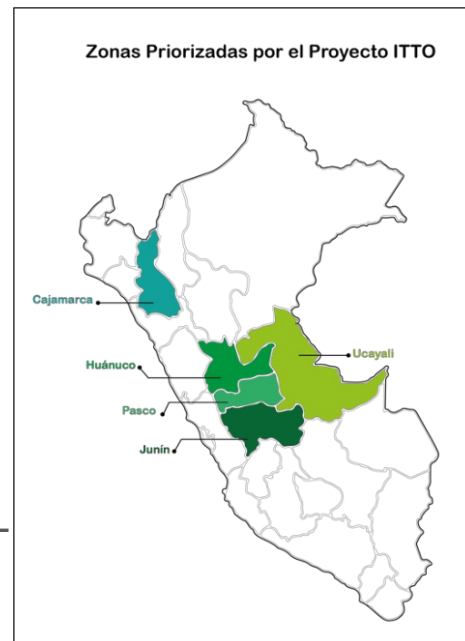 Zonas Priorizadas por el Proyecto ITTO
Cajamarca
Ucayali
Huánuco
Pasco
Junín